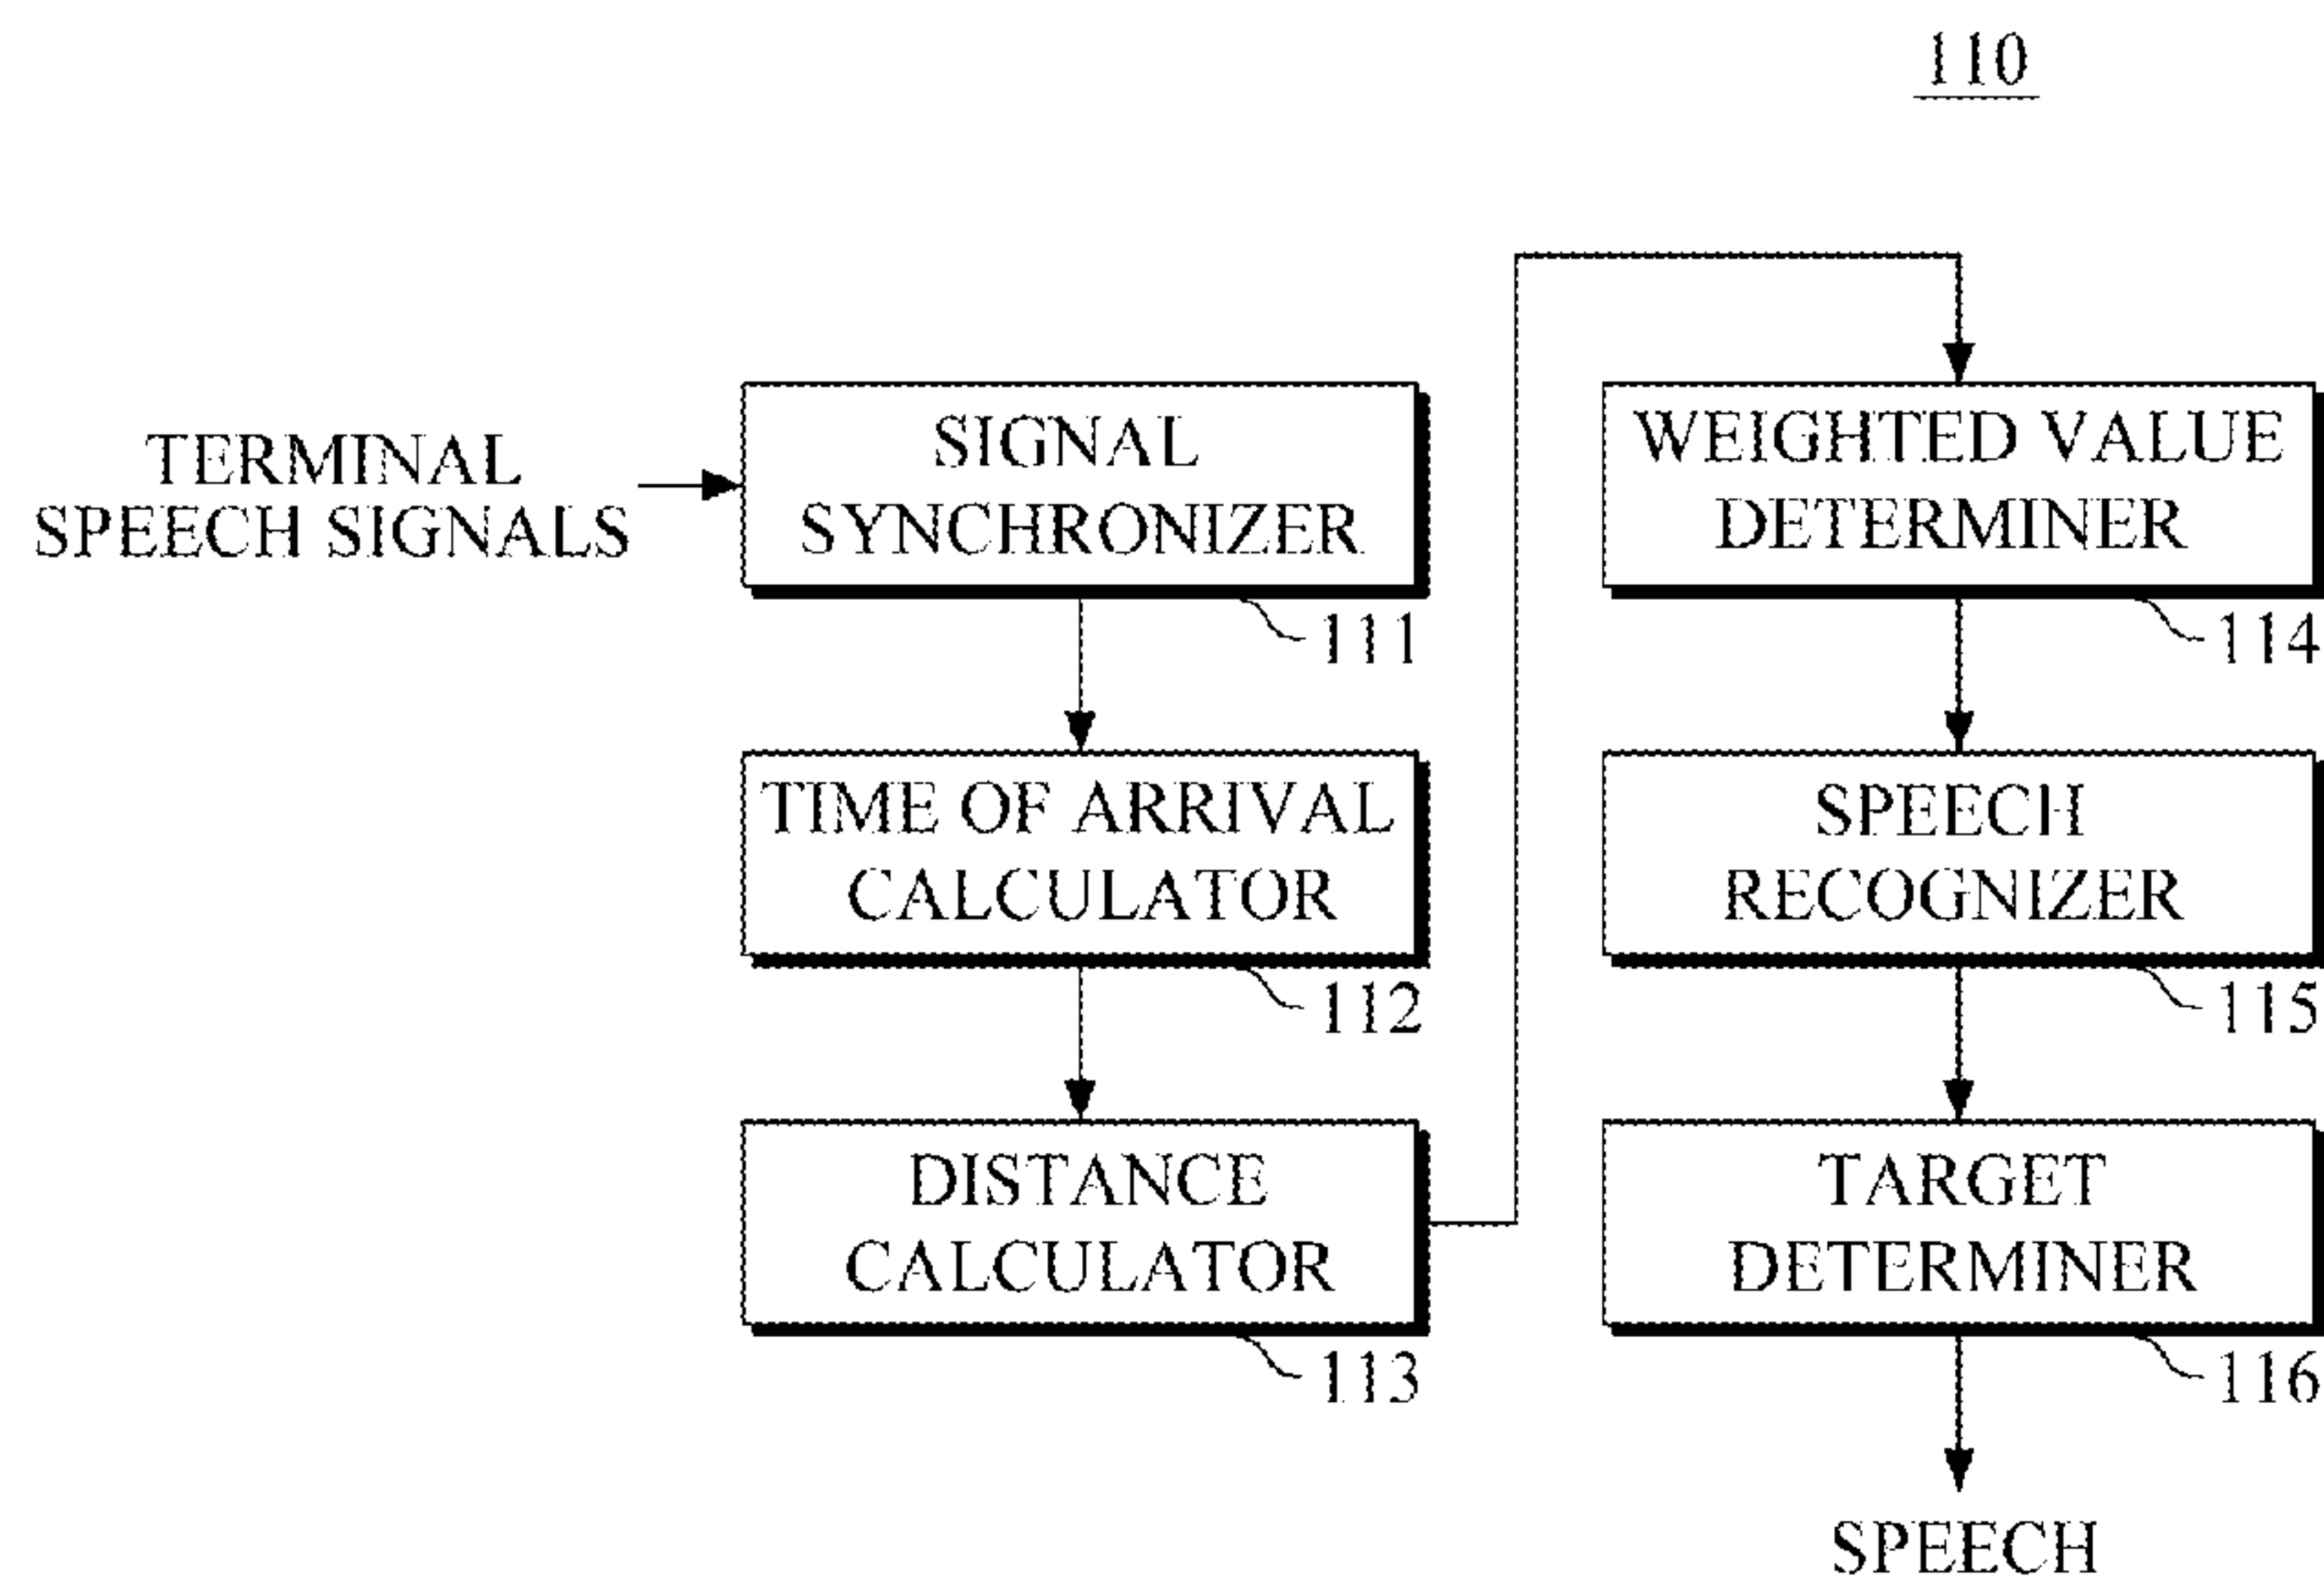 110
TERMINAL
SPEECH SIGNALS
SIGNAL
SYNCHRONIZER
111
TIME OF ARRIVAL
CALCULATOR
112
DISTANCE
CALCULATOR
113
WEIGHTED VALUE
DETERMINER
114
SPEECH
RECOGNIZER
115
TARGET
DETERMINER
116
SPEECH